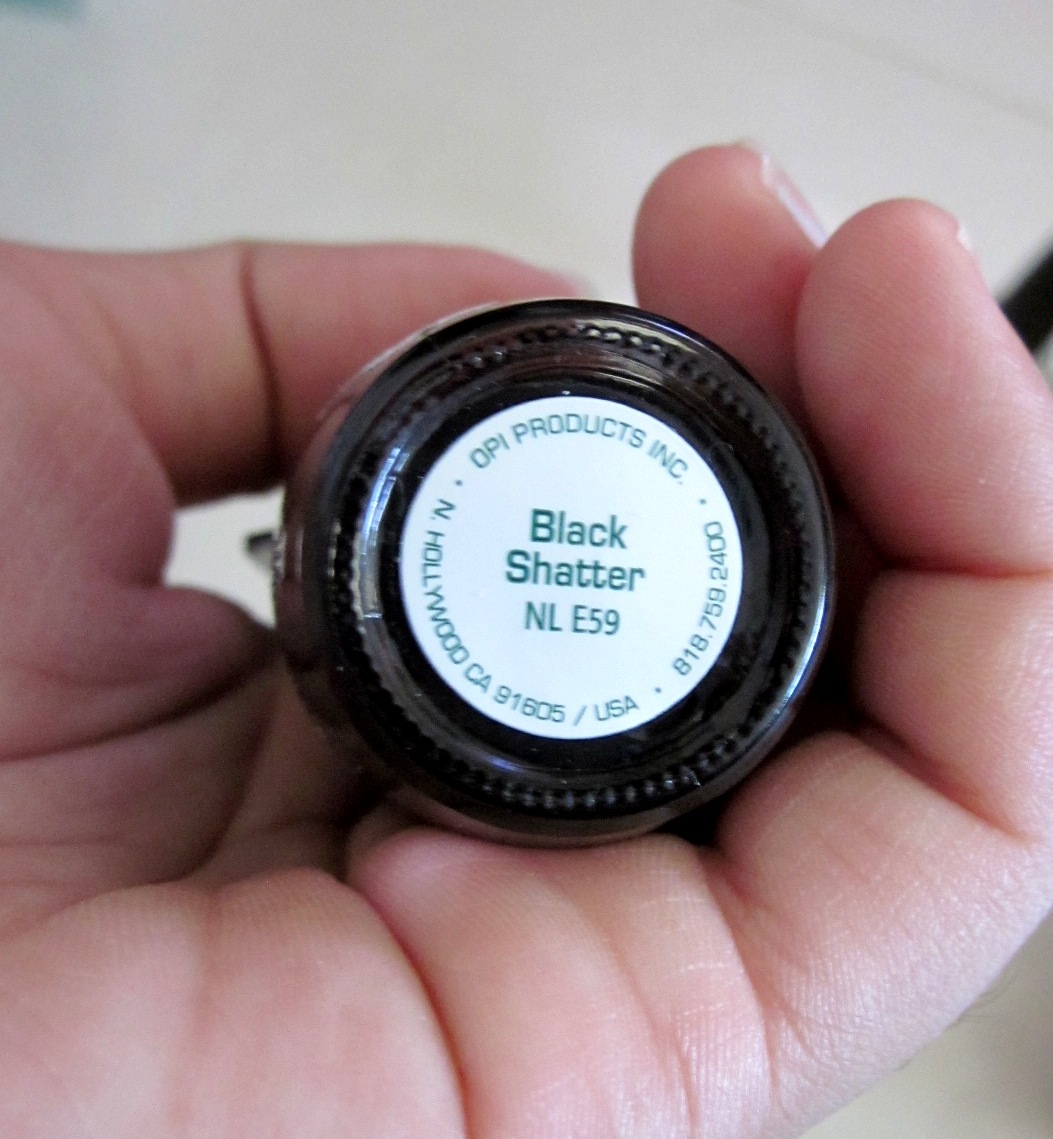 OPI PRODUCTS INC.
Black
Shatter
NL E59
N. HOLLYWOOD CA 91605 / USA
818.759.2400